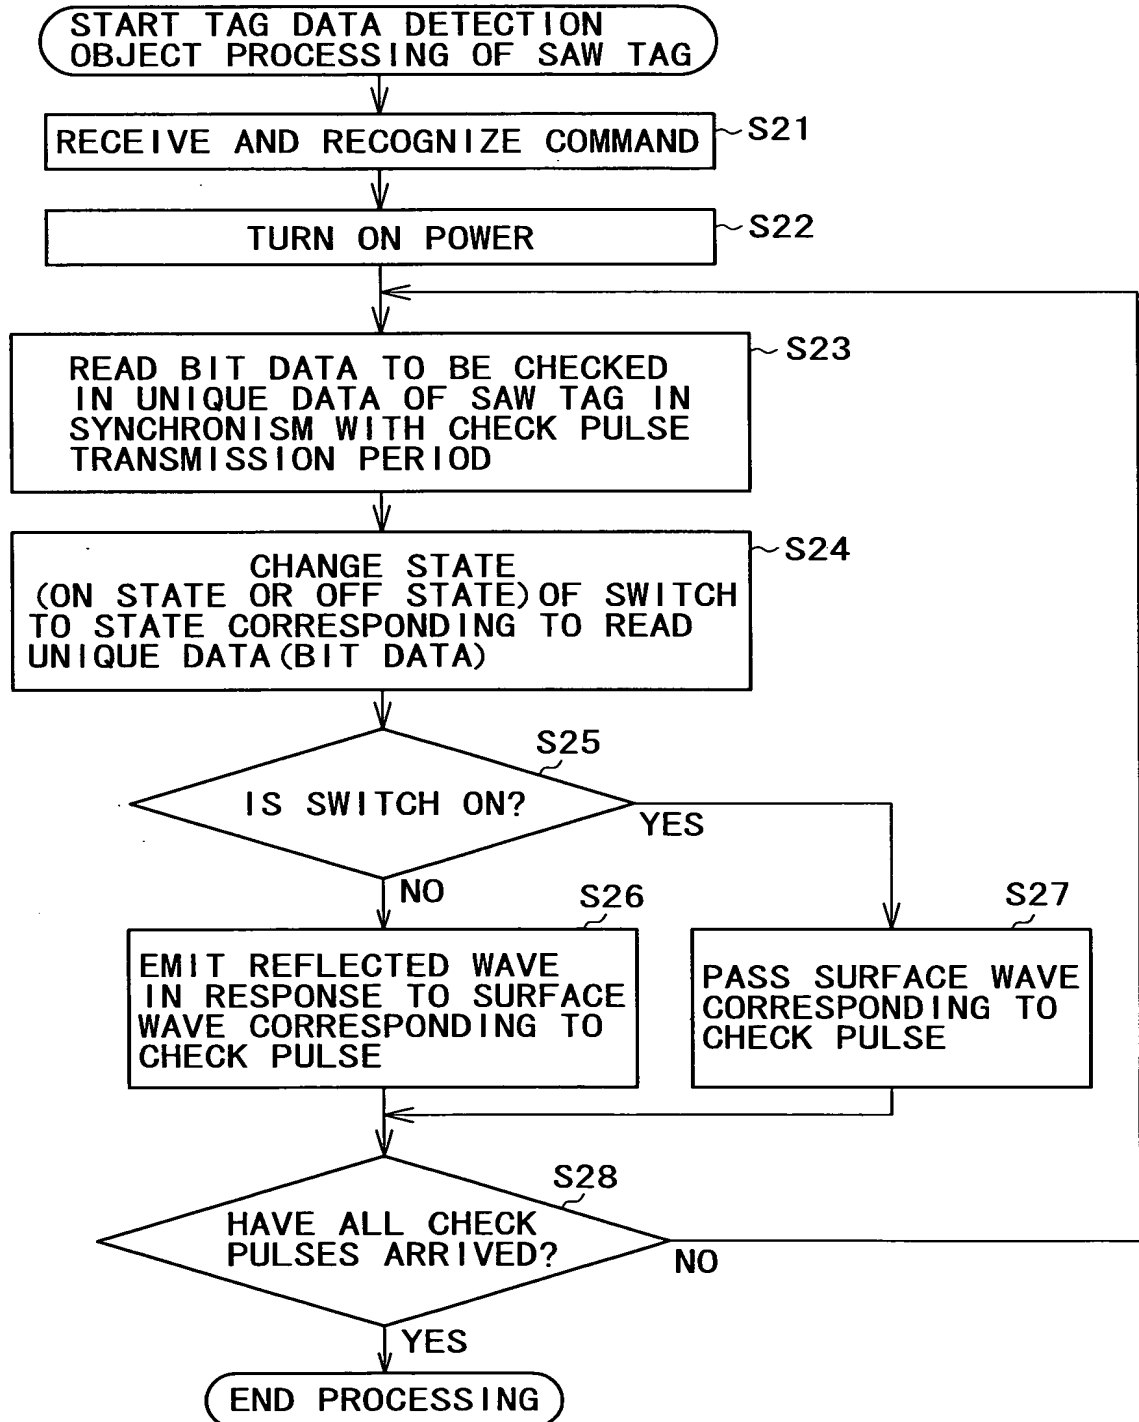 START TAG DATA DETECTION
OBJECT PROCESSING OF SAW TAG
RECEIVE AND RECOGNIZE COMMAND
S21
TURN ON POWER
S22
READ BIT DATA TO BE CHECKED
IN UNIQUE DATA OF SAW TAG IN
SYNCHRONISM WITH CHECK PULSE
TRANSMISSION PERIOD
S23
CHANGE STATE
(ON STATE OR OFF STATE)OF SWITCH
TO STATE CORRESPONDING TO READ
UNIQUE DATA(BIT DATA)
S24
S25
IS SWITCH ON?
YES
NO
S26
EMIT REFLECTED WAVE
IN RESPONSE TO SURFACE
WAVE CORRESPONDING TO
CHECK PULSE
S27
PASS SURFACE WAVE
CORRESPONDING TO
CHECK PULSE
S28
HAVE ALL CHECK
PULSES ARRIVED?
NO
YES
END PROCESSING